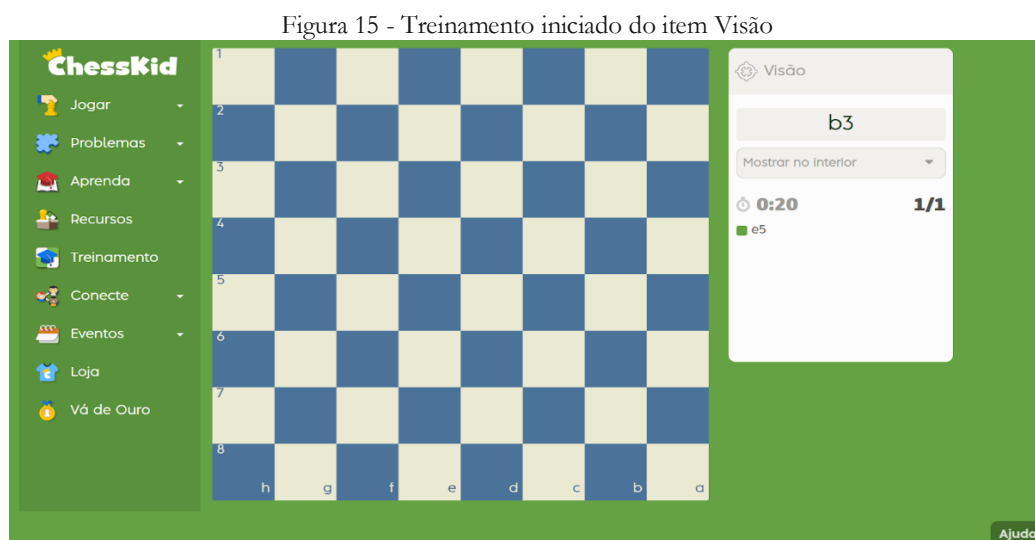 Figura 15 - Treinamento iniciado do item Visão
ChessKid
Jogar
Problemas
Aprenda
Recursos
Treinamento
Conecte
Eventos
Loja
Vá de Ouro
1
2
3
4
5
6
7
8
h g f e d c b a
Visão
b3
Mostrar no interior
0:20 1/1
e5
Ajuda